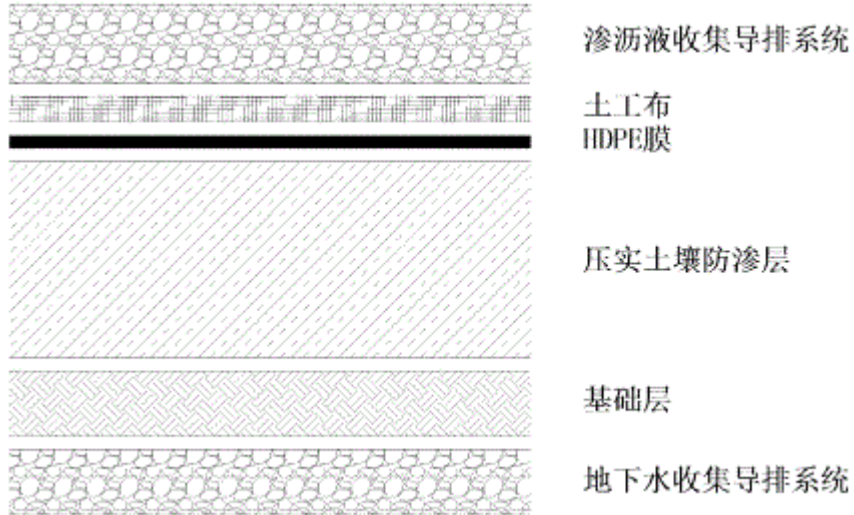 渗沥液收集导排系统
土工布
HDPE膜
压实土壤防渗层
基础层
地下水收集导排系统